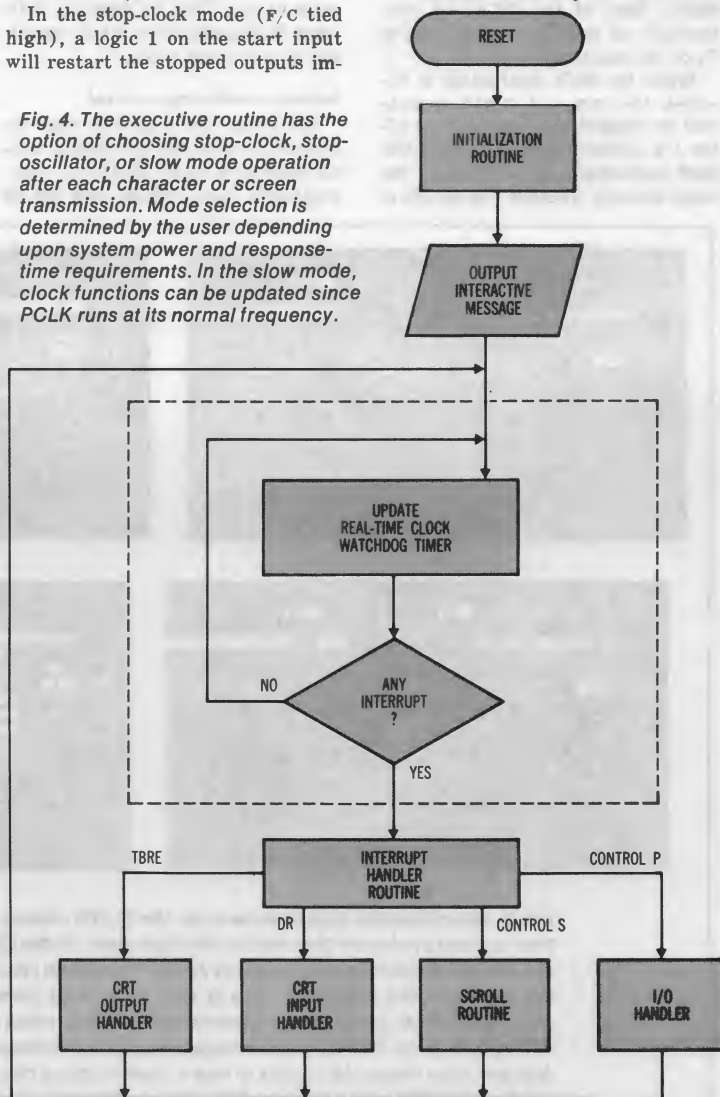 In the stop-clock mode (F/C tied
high), a logic 1 on the start input
will restart the stopped outputs im-
Fig. 4. The executive routine has the
option of choosing stop-clock, stop-
oscillator, or slow mode operation
after each character or screen
transmission. Mode selection is
determined by the user depending
upon system power and response-
time requirements. In the slow mode,
clock functions can be updated since
PCLK runs at its normal frequency.
RESET
INITIALIZATION
ROUTINE
OUTPUT
INTERACTIVE
MESSAGE
UPDATE
REAL-TIME CLOCK
WATCHDOG TIMER
NO
ANY
INTERRUPT
?
YES
TBRE
INTERRUPT
HANDLER
ROUTINE
CONTROL P
DR
CONTROL S
CRT
OUTPUT
HANDLER
CRT
INPUT
HANDLER
SCROLL
ROUTINE
I/O
HANDLER